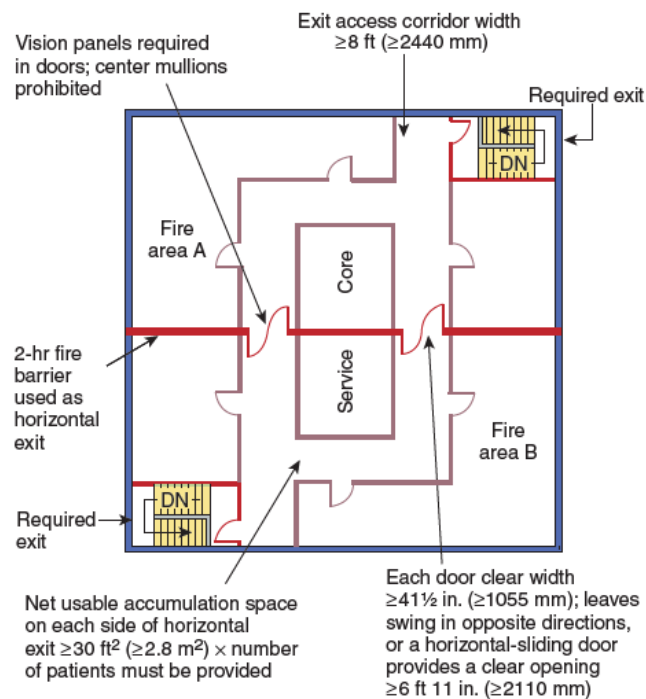 Exit access corridor width
≥8 ft (≥2440 mm)
Vision panels required
in doors; center mullions
prohibited
Required exit
DN
Fire
area A
Core
2-hr fire
barrier
used as
horizontal
exit
Service
Fire
area B
DN
Required
exit
Net usable accumulation space
on each side of horizontal
exit ≥30 ft² (≥2.8 m²) × number
of patients must be provided
Each door clear width
≥41½ in. (≥1055 mm); leaves
swing in opposite directions,
or a horizontal-sliding door
provides a clear opening
≥6 ft 11 in. (≥2110 mm)